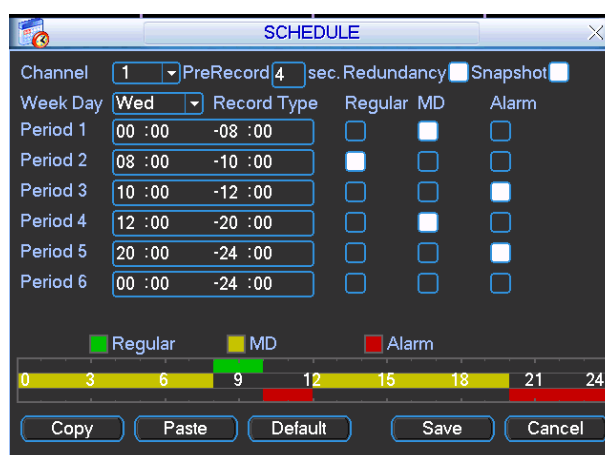 SCHEDULE
Channel 1 PreRecord 4 sec. Redundancy Snapshot
Week Day Wed Record Type Regular MD Alarm
Period 1 00 :00 -08 :00
Period 2 08 :00 -10 :00
Period 3 10 :00 -12 :00
Period 4 12 :00 -20 :00
Period 5 20 :00 -24 :00
Period 6 00 :00 -24 :00
Regular MD Alarm
0 3 6 9 12 15 18 21 24
Copy Paste Default Save Cancel